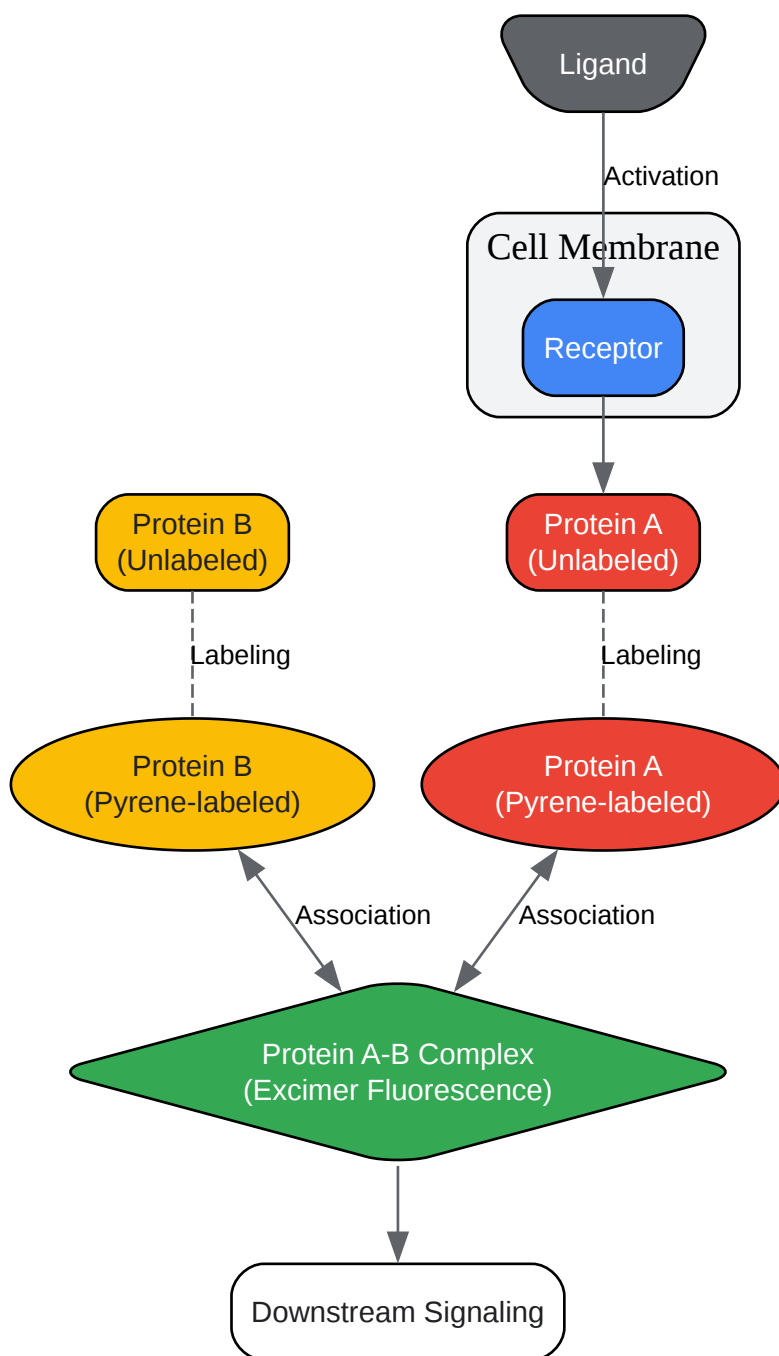 Ligand
Activation
Cell Membrane
Receptor
Protein B
(Unlabeled)
Protein A
(Unlabeled)
Labeling
Labeling
Protein B
(Pyrene-labeled)
Protein A
(Pyrene-labeled)
Association
Association
Protein A-B Complex
(Excimer Fluorescence)
Downstream Signaling